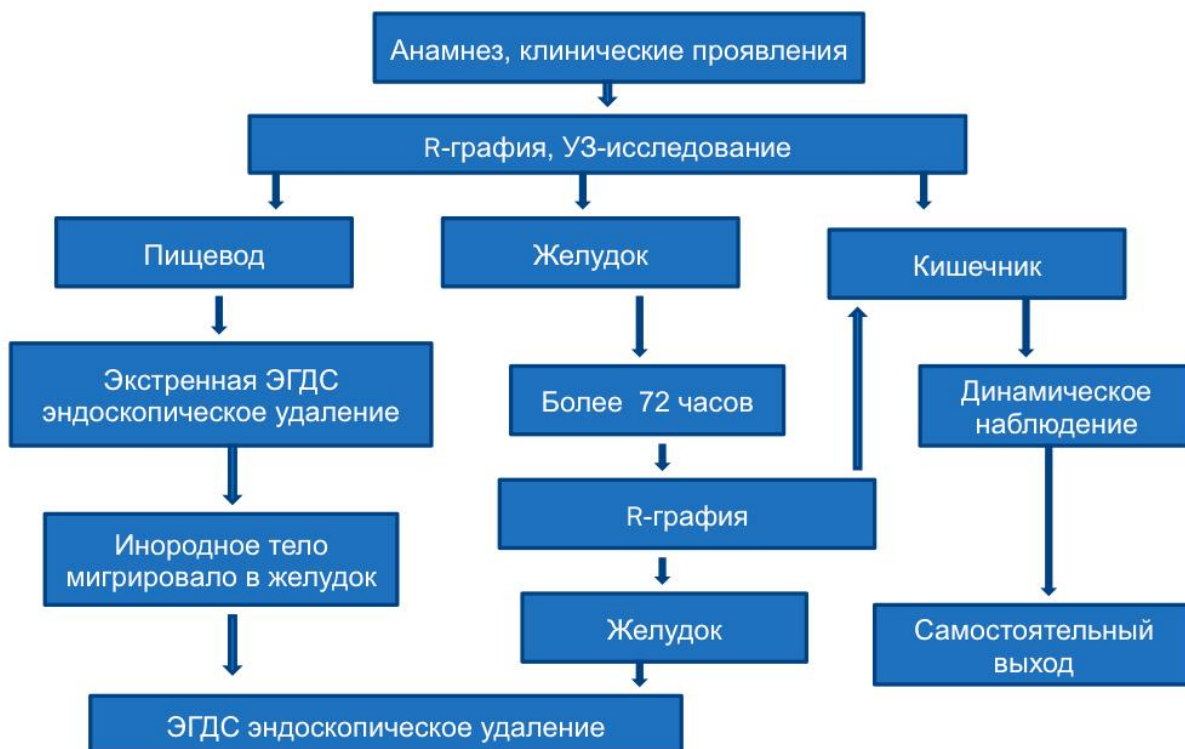 Анамнез, клинические проявления
R-графия, УЗ-исследование
Пищевод
Желудок
Кишечник
Экстренная ЭГДС
эндоскопическое удаление
Более 72 часов
Динамическое
наблюдение
R-графия
Инородное тело
мигрировало в желудок
Желудок
Самостоятельный
выход
ЭГДС эндоскопическое удаление